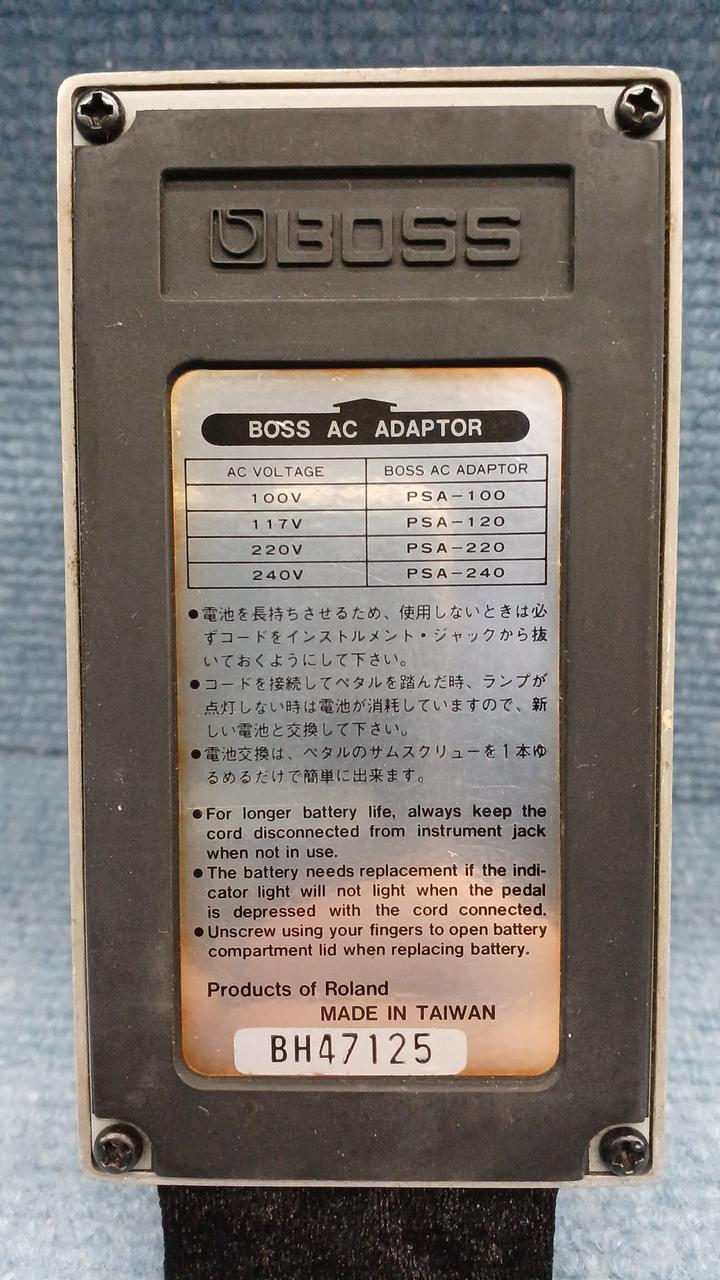 BOSS
BOSS AC ADAPTOR
AC VOLTAGE BOSS AC ADAPTOR
100V PSA-100
117V PSA-120
220V PSA-220
240V PSA-240
●電池を長持ちさせるため、使用しないときは必
ずコードをインストルメント・ジャックから抜
いておくようにして下さい。
●コードを接続してペタルを踏んだ時、ランプが
点灯しない時は電池が消耗していますので、新
しい電池と交換して下さい。
●電池交換は、ペタルのサムスクリューを1本ゆ
るめるだけで簡単に出来ます。
●For longer battery life, always keep the
cord disconnected from instrument jack
when not in use.
●The battery needs replacement if the indi-
cator light will not light when the pedal
is depressed with the cord connected.
●Unscrew using your fingers to open battery
compartment lid when replacing battery.
Products of Roland
MADE IN TAIWAN
BH47125